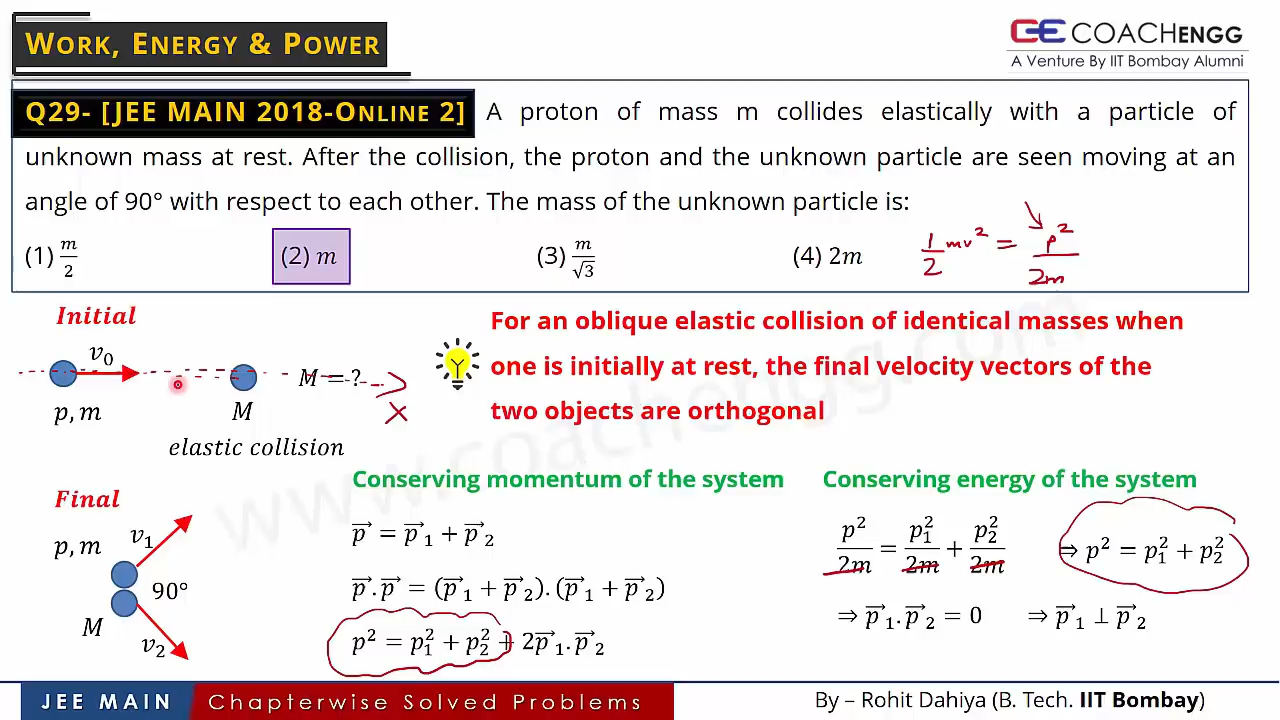 WORK, ENERGY & POWER
CE COACHENGG
A Venture By IIT Bombay Alumni
Q29- [JEE MAIN 2018-ONLINE 2] A proton of mass m collides elastically with a particle of
unknown mass at rest. After the collision, the proton and the unknown particle are seen moving at an
angle of 90° with respect to each other. The mass of the unknown particle is:
(1) m/2 (2) m (3) m/√3 (4) 2m
1/2 mv² = p²/2m
Initial
v₀
p, m
M
M = ?
elastic collision
For an oblique elastic collision of identical masses when
one is initially at rest, the final velocity vectors of the
two objects are orthogonal
Final
p, m
v₁
90°
M
v₂
Conserving momentum of the system
p⃗ = p⃗₁ + p⃗₂
p⃗.p⃗ = (p⃗₁ + p⃗₂).(p⃗₁ + p⃗₂)
p² = p₁² + p₂² + 2p⃗₁.p⃗₂
Conserving energy of the system
p²/2m = p₁²/2m + p₂²/2m ⇒ p² = p₁² + p₂²
⇒ p⃗₁.p⃗₂ = 0 ⇒ p⃗₁ ⊥ p⃗₂
www.coachengg.com
JEE MAIN Chapterwise Solved Problems By – Rohit Dahiya (B. Tech. IIT Bombay)